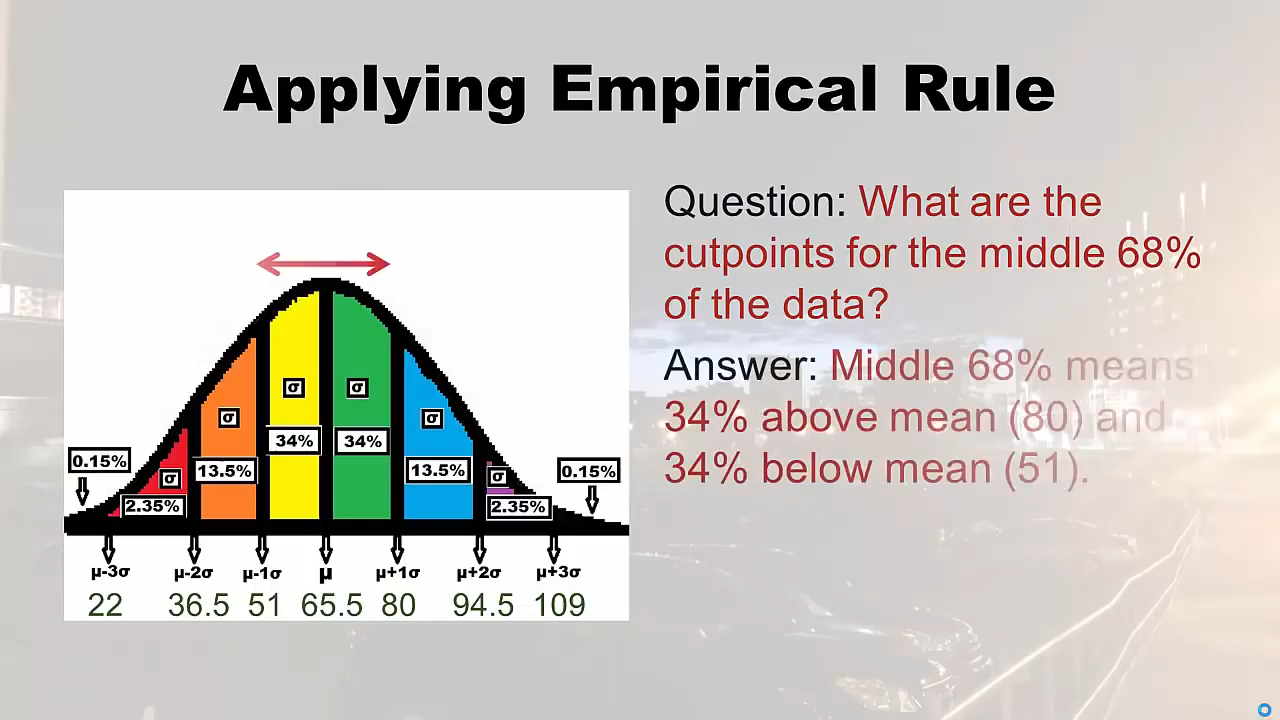 Applying Empirical Rule
Question: What are the
cutpoints for the middle 68%
of the data?
Answer: Middle 68% means
34% above mean (80) and
34% below mean (51).
σ σ
σ σ
34% 34%
0.15% 13.5% 13.5% 0.15%
σ σ
2.35% 2.35%
μ-3σ μ-2σ μ-1σ μ μ+1σ μ+2σ μ+3σ
22 36.5 51 65.5 80 94.5 109